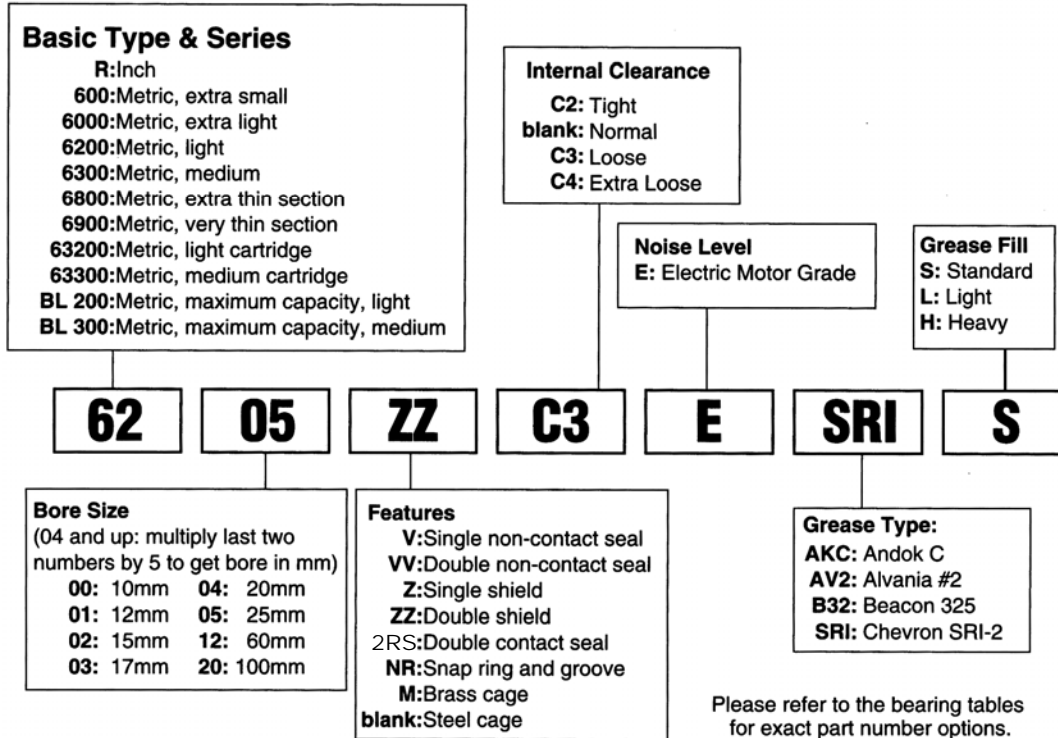 Basic Type & Series
R:Inch
600:Metric, extra small
6000:Metric, extra light
6200:Metric, light
6300:Metric, medium
6800:Metric, extra thin section
6900:Metric, very thin section
63200:Metric, light cartridge
63300:Metric, medium cartridge
BL 200:Metric, maximum capacity, light
BL 300:Metric, maximum capacity, medium
Internal Clearance
C2: Tight
blank: Normal
C3: Loose
C4: Extra Loose
Noise Level
E: Electric Motor Grade
Grease Fill
S: Standard
L: Light
H: Heavy
62 05 ZZ C3 E SRI S
Bore Size
(04 and up: multiply last two
numbers by 5 to get bore in mm)
00: 10mm 04: 20mm
01: 12mm 05: 25mm
02: 15mm 12: 60mm
03: 17mm 20: 100mm
Features
V:Single non-contact seal
VV:Double non-contact seal
Z:Single shield
ZZ:Double shield
2RS:Double contact seal
NR:Snap ring and groove
M:Brass cage
blank:Steel cage
Grease Type:
AKC: Andok C
AV2: Alvania #2
B32: Beacon 325
SRI: Chevron SRI-2
Please refer to the bearing tables
for exact part number options.